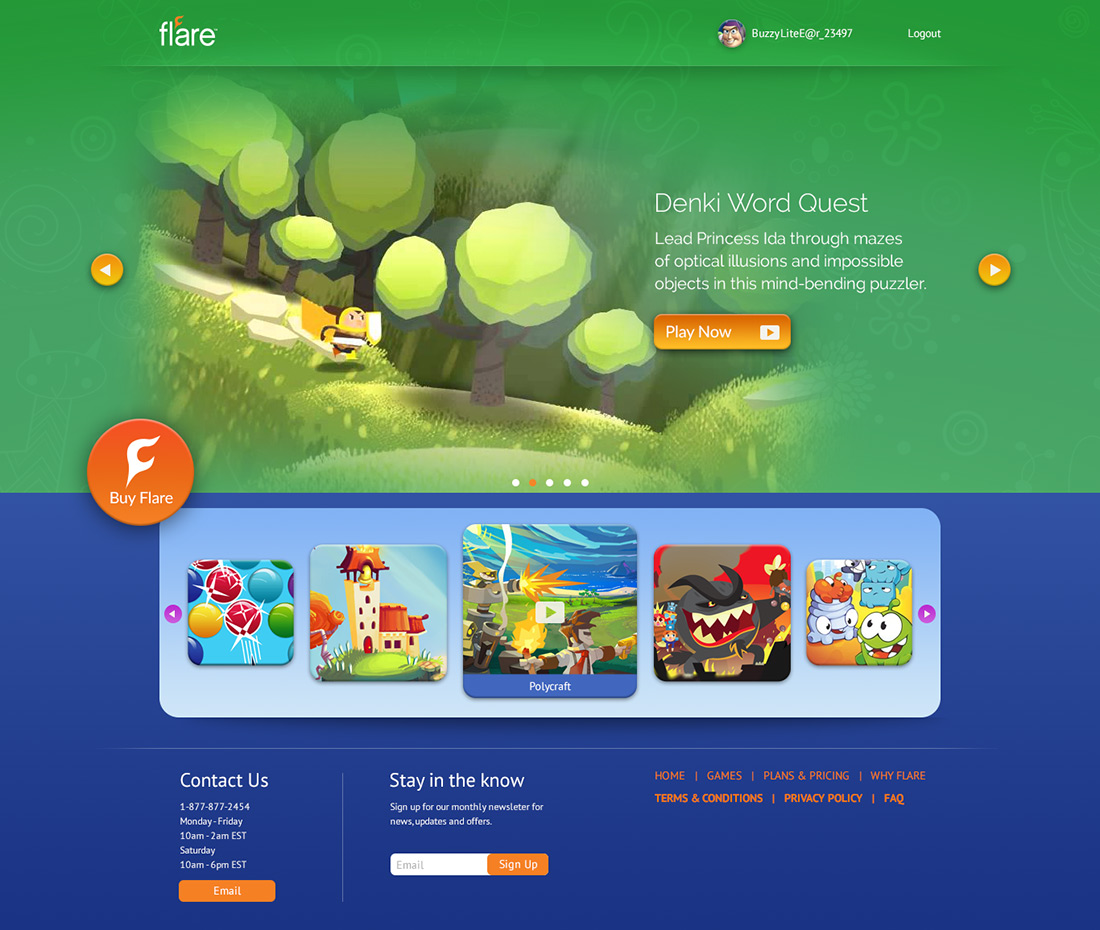 flare
BuzzyLiteE@r_23497
Logout
Denki Word Quest
Lead Princess Ida through mazes
of optical illusions and impossible
objects in this mind-bending puzzler.
Play Now
Buy Flare
Polycraft
Contact Us
1-877-877-2454
Monday - Friday
10am - 2am EST
Saturday
10am - 6pm EST
Email
Stay in the know
Sign up for our monthly newsleter for
news,updates and offers.
Email
Sign Up
HOME | GAMES | PLANS & PRICING | WHY FLARE
TERMS & CONDITIONS | PRIVACY POLICY | FAQ